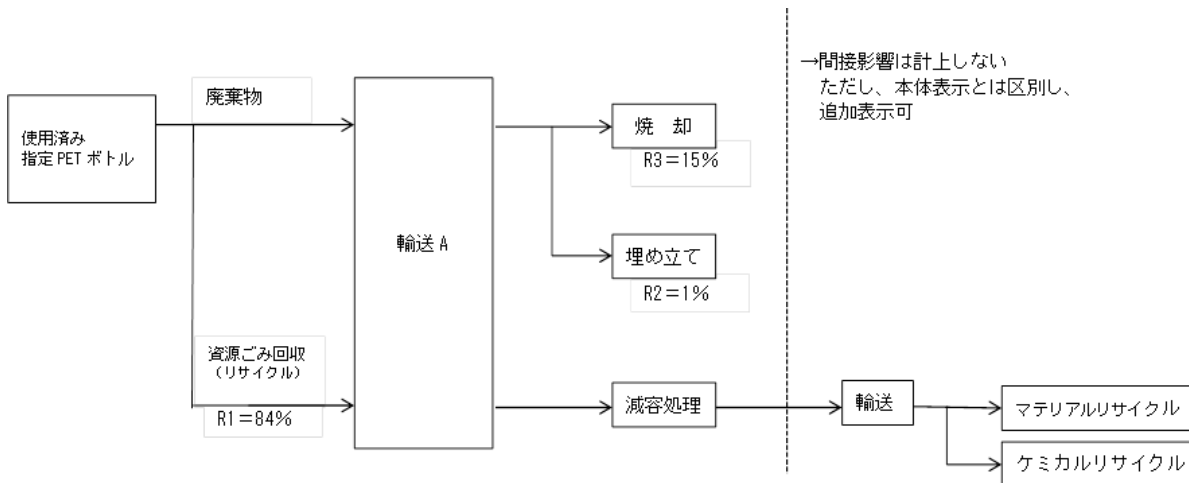 →間接影響は計上しない
ただし、本体表示とは区別し、
追加表示可
廃棄物
使用済み
指定PETボトル
焼 却
R3＝15%
輸送A
埋め立て
R2＝1%
資源ごみ回収
（リサイクル）
R1＝84%
減容処理
輸送
マテリアルリサイクル
ケミカルリサイクル